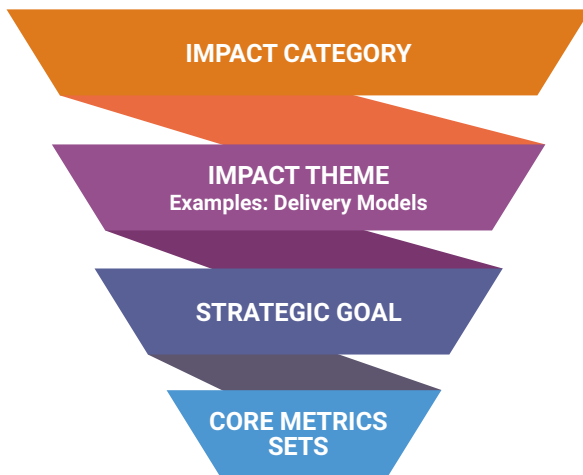 IMPACT CATEGORY
IMPACT THEME
Examples: Delivery Models
STRATEGIC GOAL
CORE METRICS
SETS